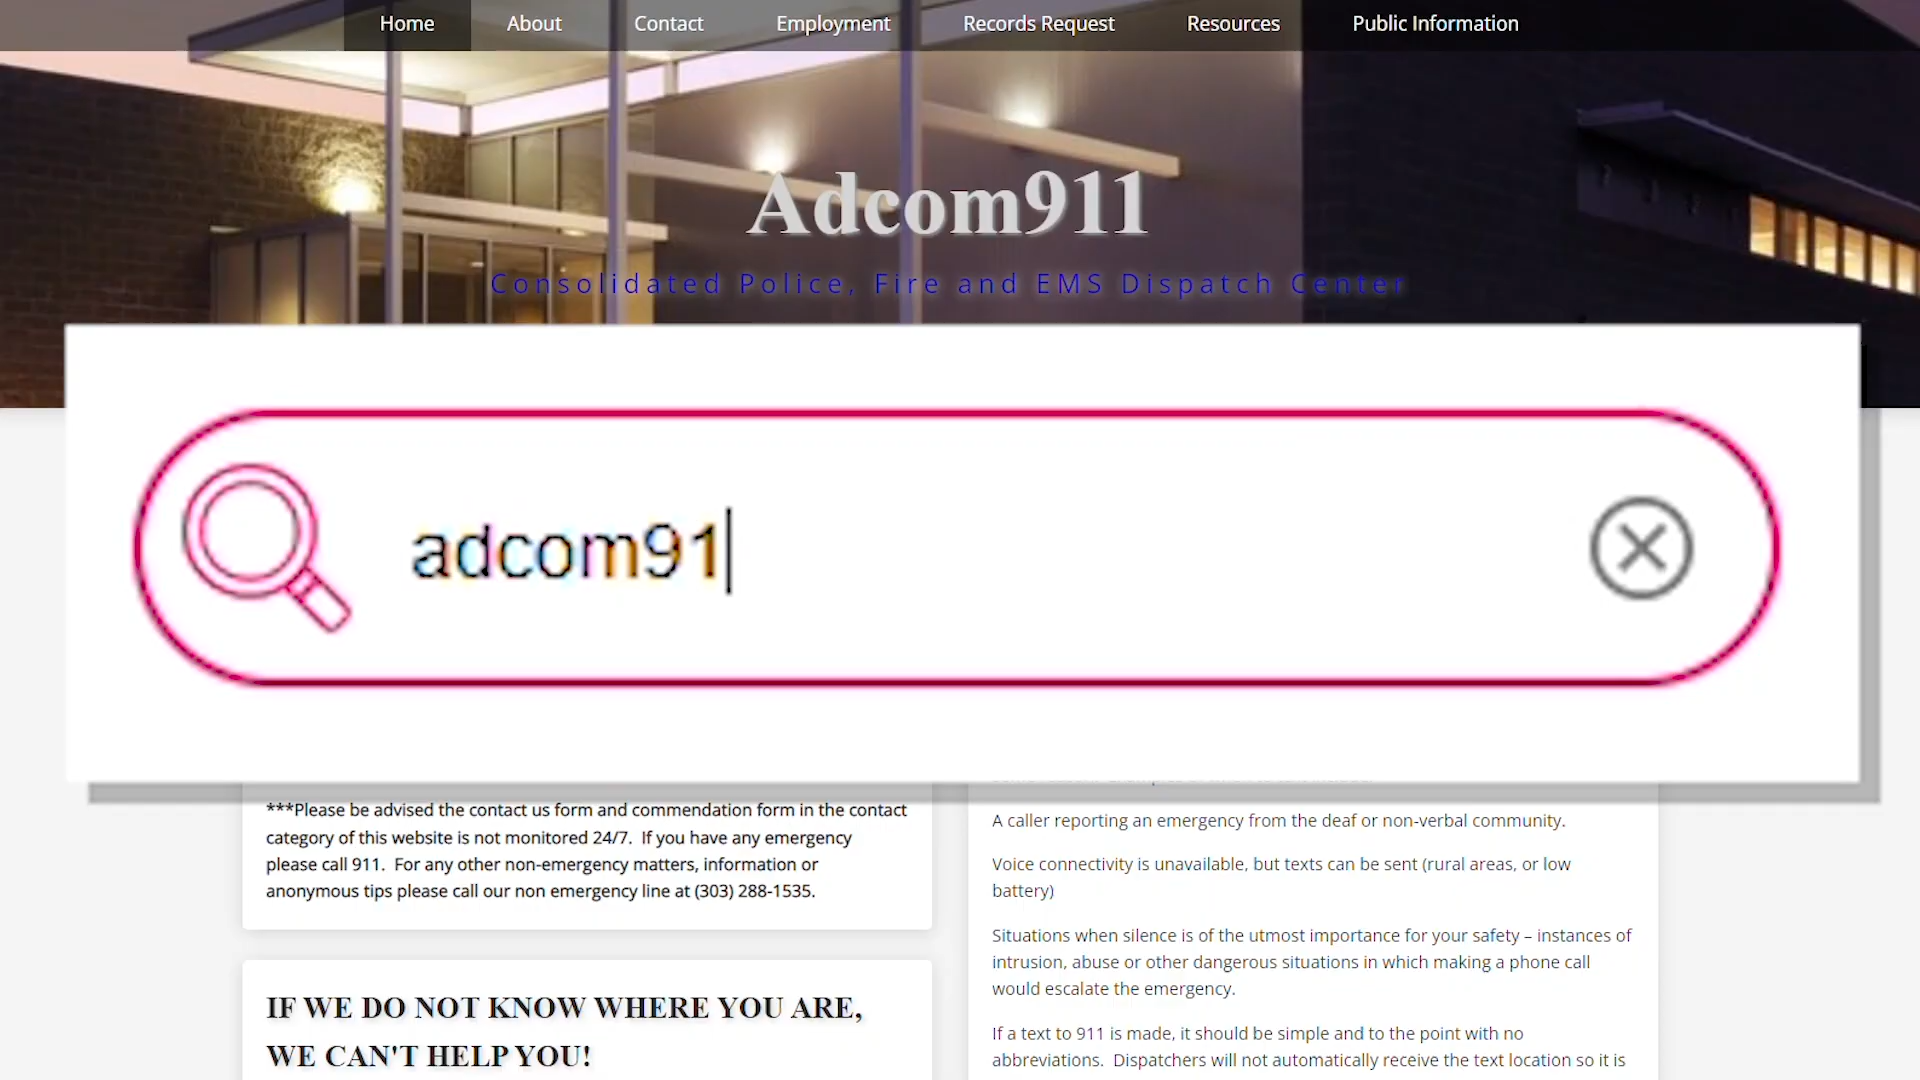 Home About Contact Employment Records Request Resources Public Information
Adcom911
Consolidated Police, Fire and EMS Dispatch Center
adcom91
***Please be advised the contact us form and commendation form in the contact
category of this website is not monitored 24/7. If you have any emergency
please call 911. For any other non-emergency matters, information or
anonymous tips please call our non emergency line at (303) 288-1535.
IF WE DO NOT KNOW WHERE YOU ARE,
WE CAN'T HELP YOU!
A caller reporting an emergency from the deaf or non-verbal community.
Voice connectivity is unavailable, but texts can be sent (rural areas, or low
battery)
Situations when silence is of the utmost importance for your safety – instances of
intrusion, abuse or other dangerous situations in which making a phone call
would escalate the emergency.
If a text to 911 is made, it should be simple and to the point with no
abbreviations. Dispatchers will not automatically receive the text location so it is